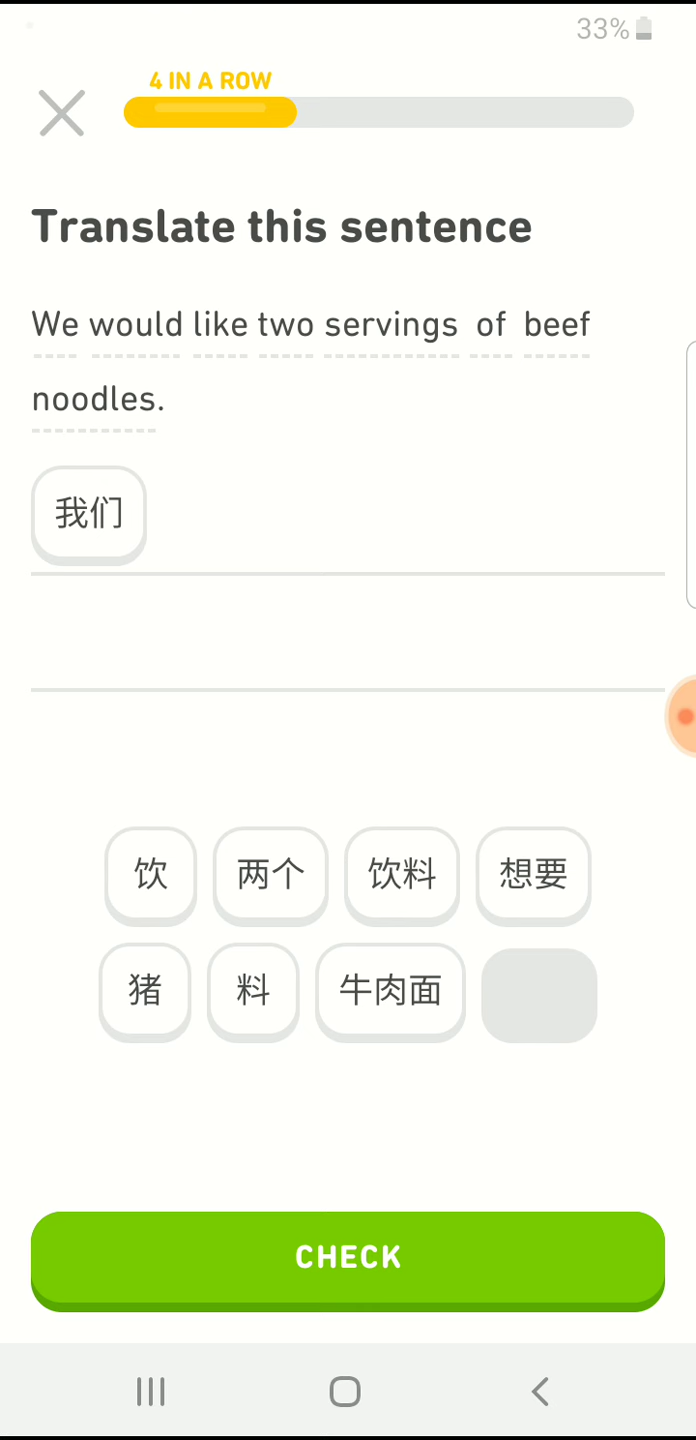 33%
4 IN A ROW
Translate this sentence
We would like two servings of beef
noodles.
我们
饮 两个 饮料 想要
猪 料 牛肉面
CHECK